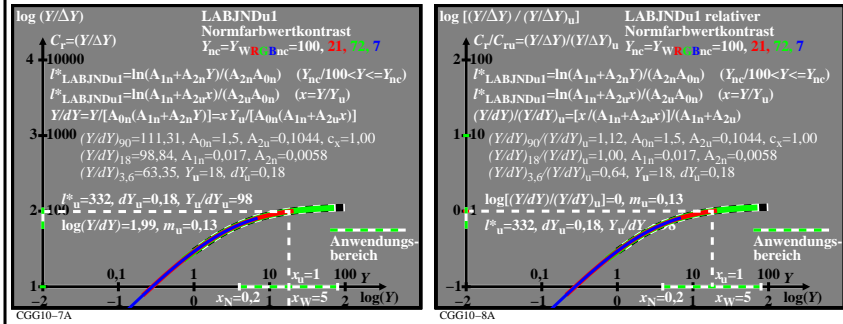 log (Y/ΔY)
LABJNDu1
Normfarbwertkontrast
Cr=(Y/ΔY)
Ync=YWRGBnc=100, 21, 72, 7
4 10000
l*LABJNDu1=ln(A1n+A2nY)/(A2nA0n) (Ync/100<Y<=Ync)
l*LABJNDu1=ln(A1n+A2ux)/(A2uA0n) (x=Y/Yu)
Y/dY=Y/[A0n(A1n+A2nY)]=x Yu/[A0n(A1n+A2ux)]
3 1000
(Y/dY)90=111,31, A0n=1,5, A2u=0,1044, cx=1,00
(Y/dY)18=98,84, A1n=0,017, A2n=0,0058
(Y/dY)3,6=63,35, Yu=18, dYu=0,18
l*u=332, dYu=0,18, Yu/dYu=98
2 100
log(Y/dY)=1,99, mu=0,13
Anwendungs-
bereich
0,1 1 10 xu=1 100 Y
1
xN=0,2 xW=5
−2 −1 0 2 log(Y)
CGG10−7A
log [(Y/ΔY) / (Y/ΔY)u]
LABJNDu1 relativer
Normfarbwertkontrast
Cr/Cru=(Y/ΔY)/(Y/ΔY)u
Ync=YWRGBnc=100, 21, 72, 7
2 100
l*LABJNDu1=ln(A1n+A2nY)/(A2nA0n) (Ync/100<Y<=Ync)
l*LABJNDu1=ln(A1n+A2ux)/(A2uA0n) (x=Y/Yu)
(Y/dY)/(Y/dY)u=[x /(A1n+A2ux)]/(A1n+A2u)
1 10
(Y/dY)90/(Y/dY)u=1,12, A0n=1,5, A2u=0,1044, cx=1,00
(Y/dY)18/(Y/dY)u=1,00, A1n=0,017, A2n=0,0058
(Y/dY)3,6/(Y/dY)u=0,64, Yu=18, dYu=0,18
log[(Y/dY)/(Y/dY)u]=0, mu=0,13
0 1
l*u=332, dYu=0,18, Yu/dY
Anwendungs-
bereich
0,1 1 10 xu=1 100 Y
−1
xN=0,2 xW=5
−2 −1 0 2 log(Y)
CGG10−8A